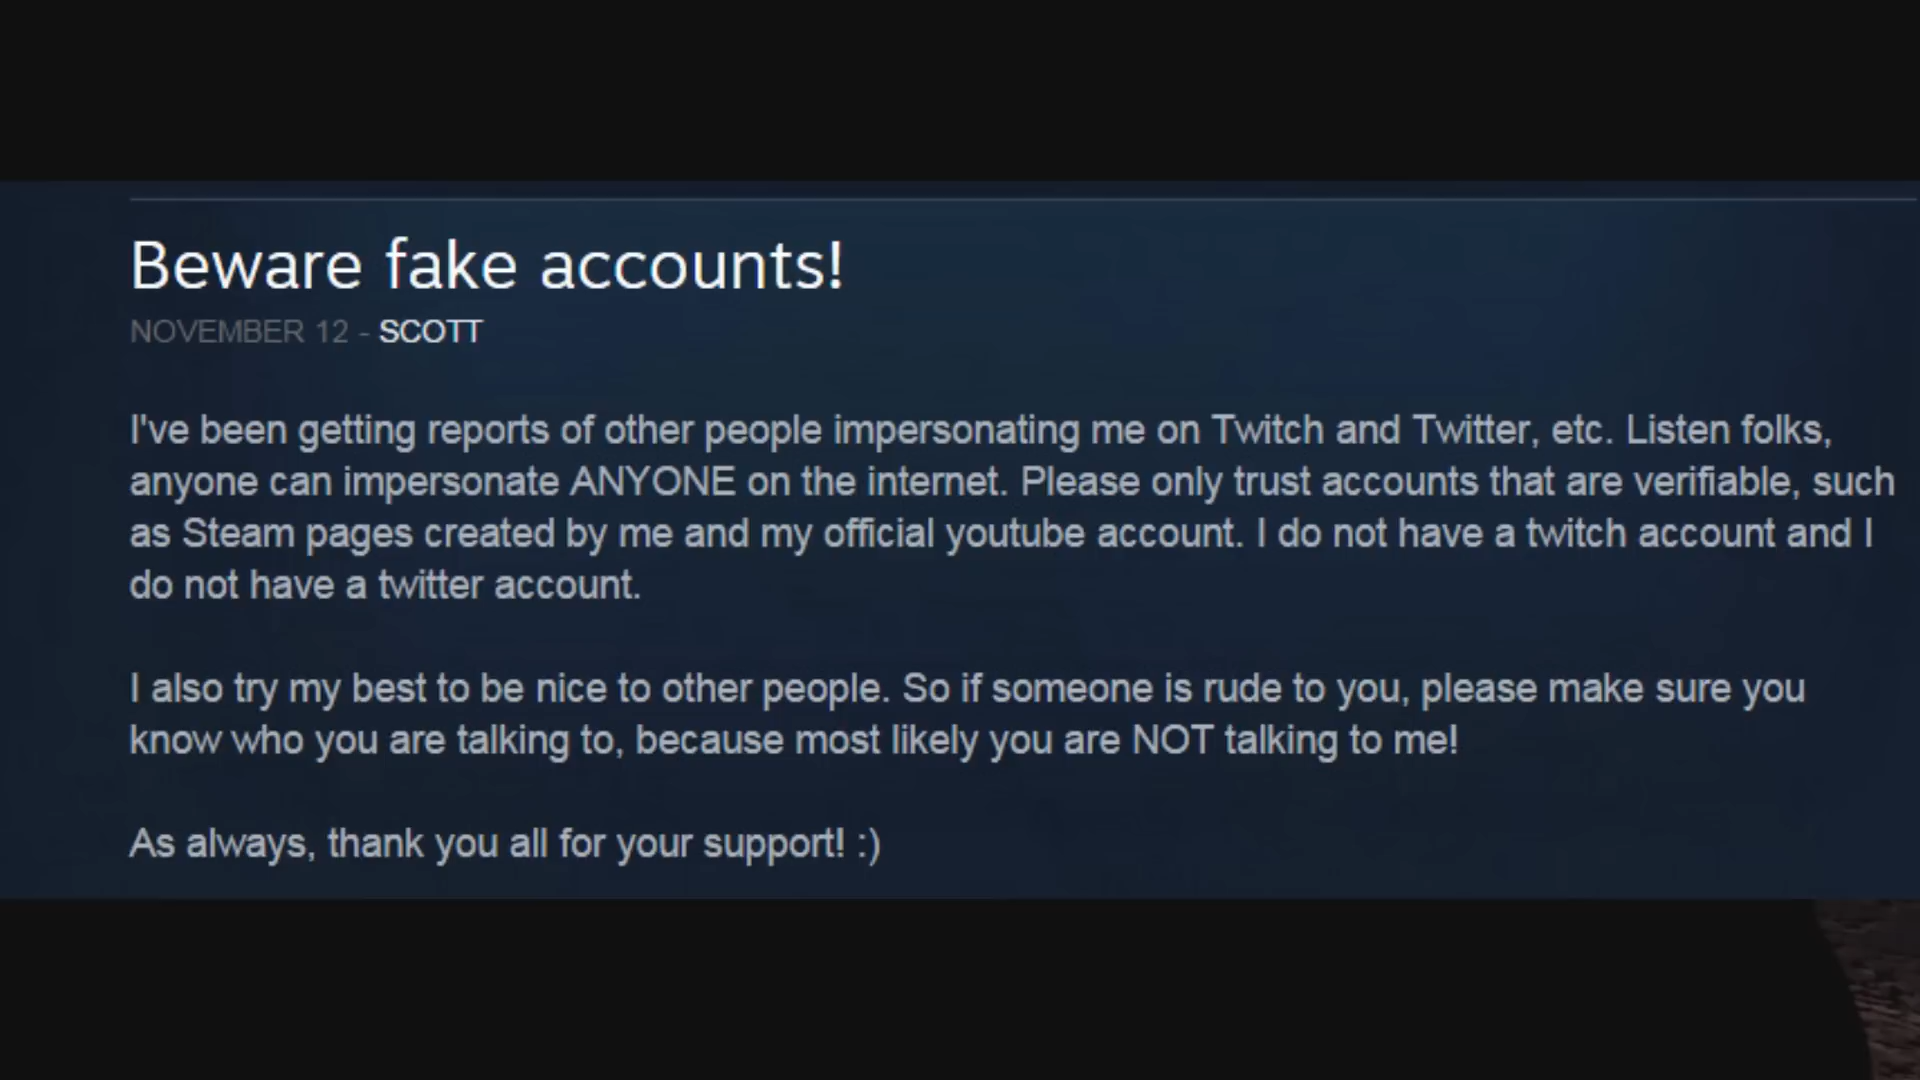 Beware fake accounts!
NOVEMBER 12 - SCOTT
I've been getting reports of other people impersonating me on Twitch and Twitter, etc. Listen folks,
anyone can impersonate ANYONE on the internet. Please only trust accounts that are verifiable, such
as Steam pages created by me and my official youtube account. I do not have a twitch account and I
do not have a twitter account.
I also try my best to be nice to other people. So if someone is rude to you, please make sure you
know who you are talking to, because most likely you are NOT talking to me!
As always, thank you all for your support! :)